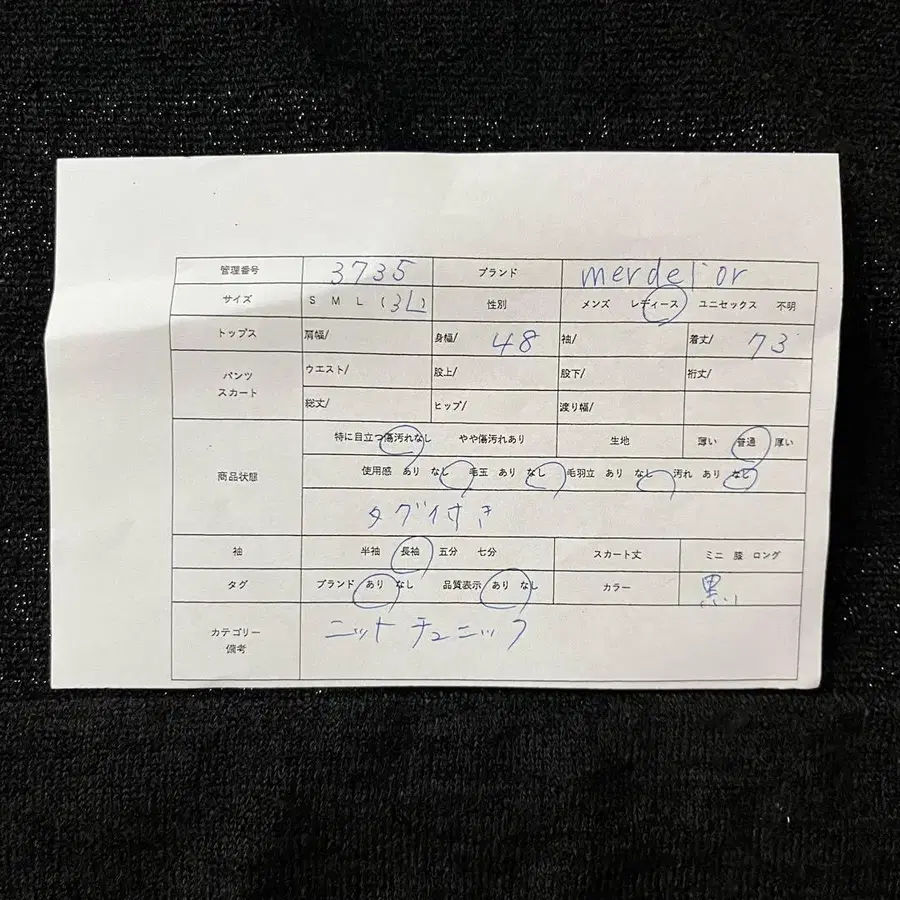 管理番号 3735 ブランド merdel'or
サイズ S M L (3L) 性別 メンズ レディース ユニセックス 不明
トップス 肩幅/ 身幅/ 48 袖/ 着丈/ 73
パンツ スカート ウエスト/ 股上/ 股下/ 裄丈/
総丈/ ヒップ/ 渡り幅/
商品状態 特に目立つ傷汚れなし やや傷汚れあり 生地 薄い 普通 厚い
使用感 あり なし 毛玉 あり なし 毛羽立 あり なし 汚れ あり なし
タグ付き
袖 半袖 長袖 五分 七分 スカート丈 ミニ 膝 ロング
タグ ブランド あり なし 品質表示 あり なし カラー 黒
カテゴリー 備考 ニットチュニック